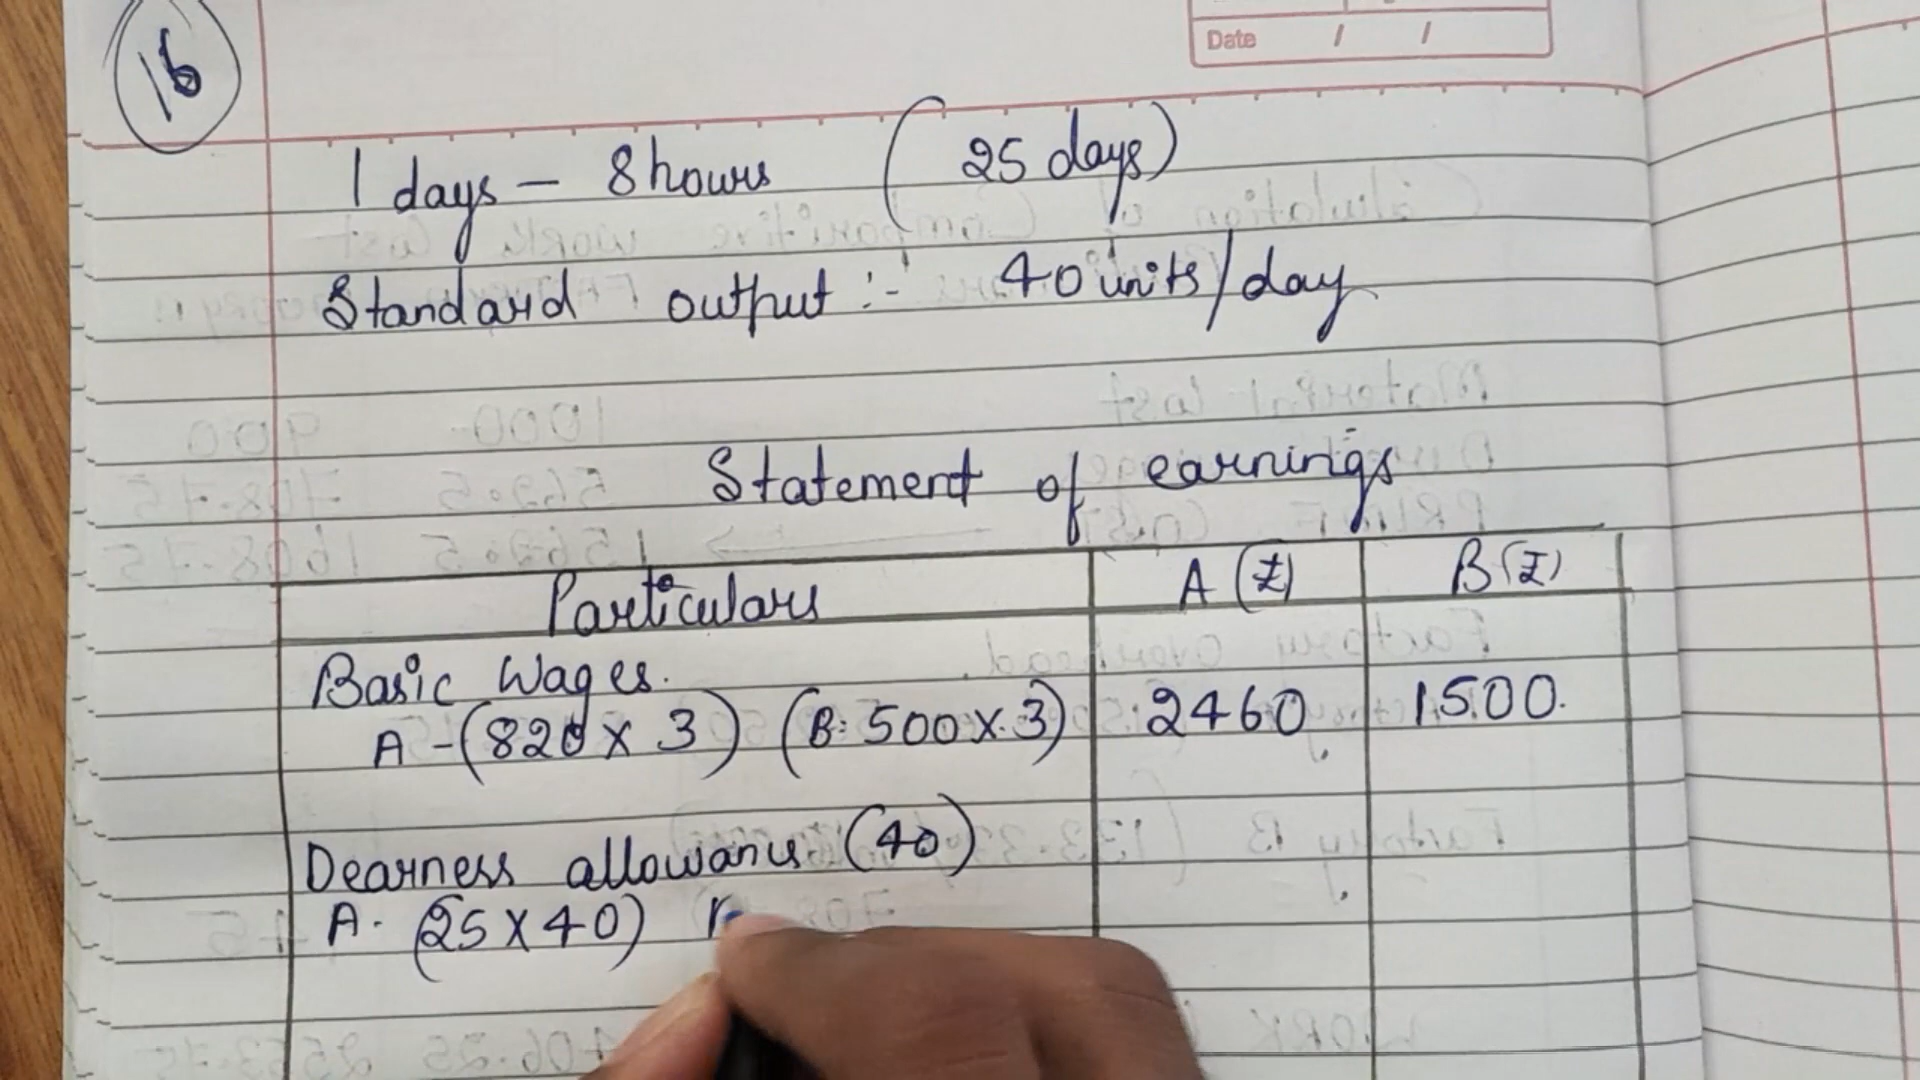 16
Date / /
1 days - 8 hours (25 days)
Standard output :- 40 units/day
Statement of earnings
Particulars A (₹) B (₹)
Basic Wages.
A - (820 x 3) (B: 500 x 3) 2460 1500.
Dearness allowance (40)
A. (25 x 40)